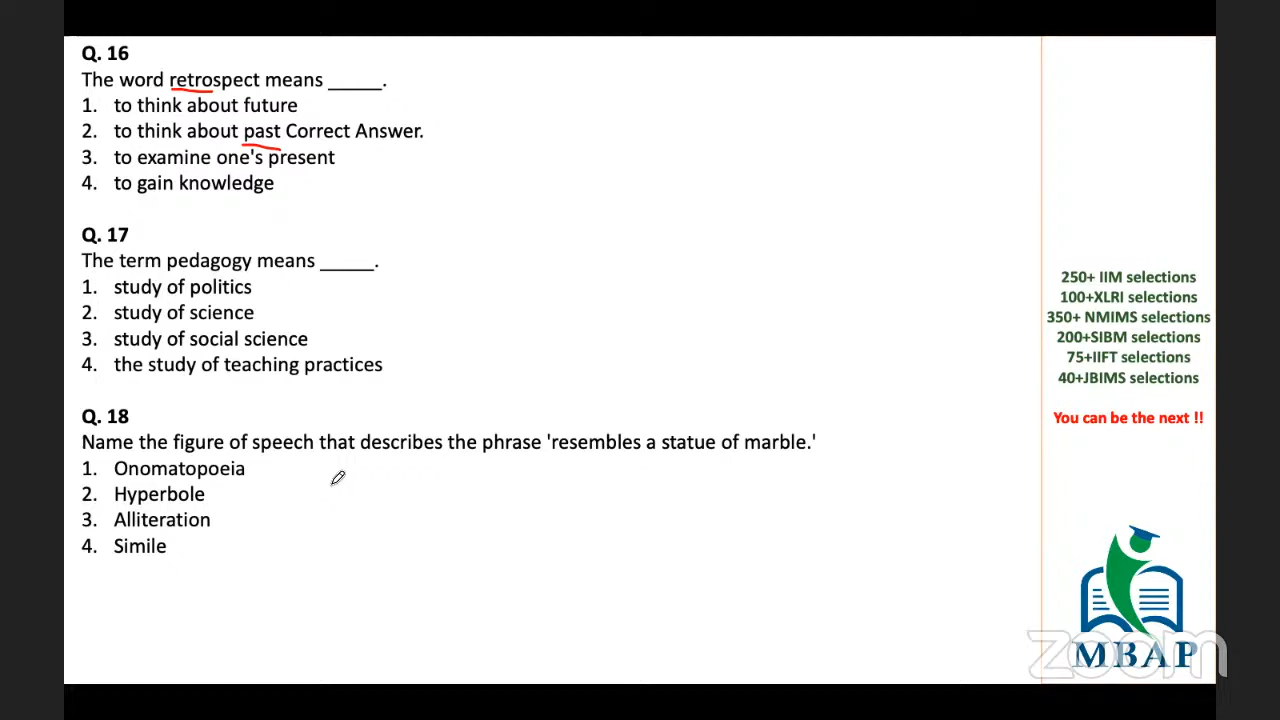 Q. 16
The word retrospect means _____.
1. to think about future
2. to think about past Correct Answer.
3. to examine one's present
4. to gain knowledge
Q. 17
The term pedagogy means _____.
1. study of politics
2. study of science
3. study of social science
4. the study of teaching practices
Q. 18
Name the figure of speech that describes the phrase 'resembles a statue of marble.'
1. Onomatopoeia
2. Hyperbole
3. Alliteration
4. Simile
250+ IIM selections
100+XLRI selections
350+ NMIMS selections
200+SIBM selections
75+IIFT selections
40+JBIMS selections
You can be the next !!
zoom
MBAP